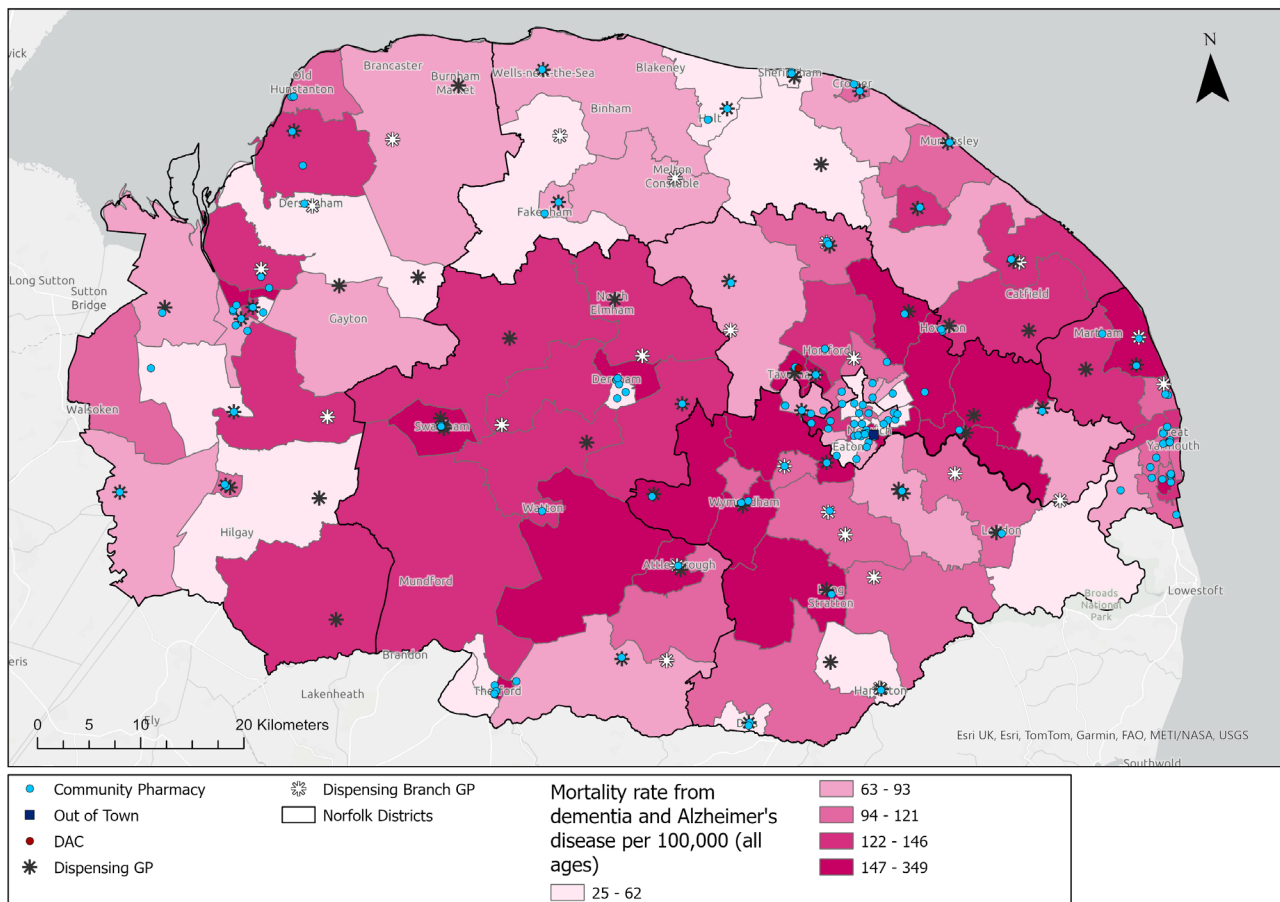 wick
N
Old
Hunstanton
Brancaster
Burnham
Market
Wells-next-the-Sea
Blakeney
Sheringham
Cromer
Binham
Holt
Mundesley
Melton
Constable
Dersingham
Fakenham
Long Sutton
Sutton
Bridge
Gayton
North
Elmham
Catfield
Hoveton
Martham
Horsford
Taverham
Dereham
Walsoken
Swaffham
Norwich
Eaton
Great
Yarmouth
Wymondham
Watton
Hilgay
Loddon
Attleborough
Mundford
Long
Stratton
Broads
National
Park
Lowestoft
eris
Brandon
Lakenheath
Thetford
Harleston
Diss
Ely
0 5 10 20 Kilometers
Esri UK, Esri, TomTom, Garmin, FAO, METI/NASA, USGS
Southwold
Community Pharmacy
Out of Town
DAC
Dispensing GP
Dispensing Branch GP
Norfolk Districts
Mortality rate from
dementia and Alzheimer's
disease per 100,000 (all
ages)
25 - 62
63 - 93
94 - 121
122 - 146
147 - 349